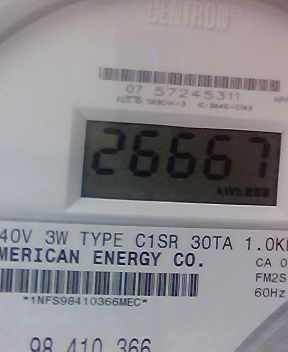 CENTRON®
07 57245311
26667
kWh
40V 3W TYPE C1SR 30TA 1.0K
MERICAN ENERGY CO.
CA 0
FM2S
60Hz
*1NFS98410366MEC*
98 410 366